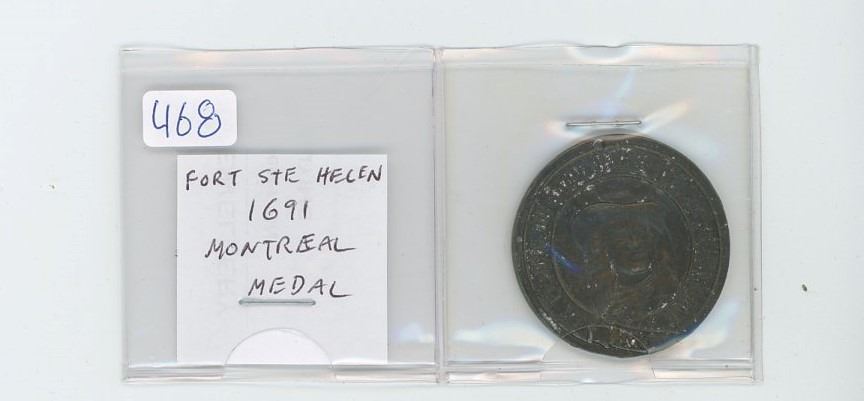 468
FORT STE HELEN
1691
MONTREAL
MEDAL